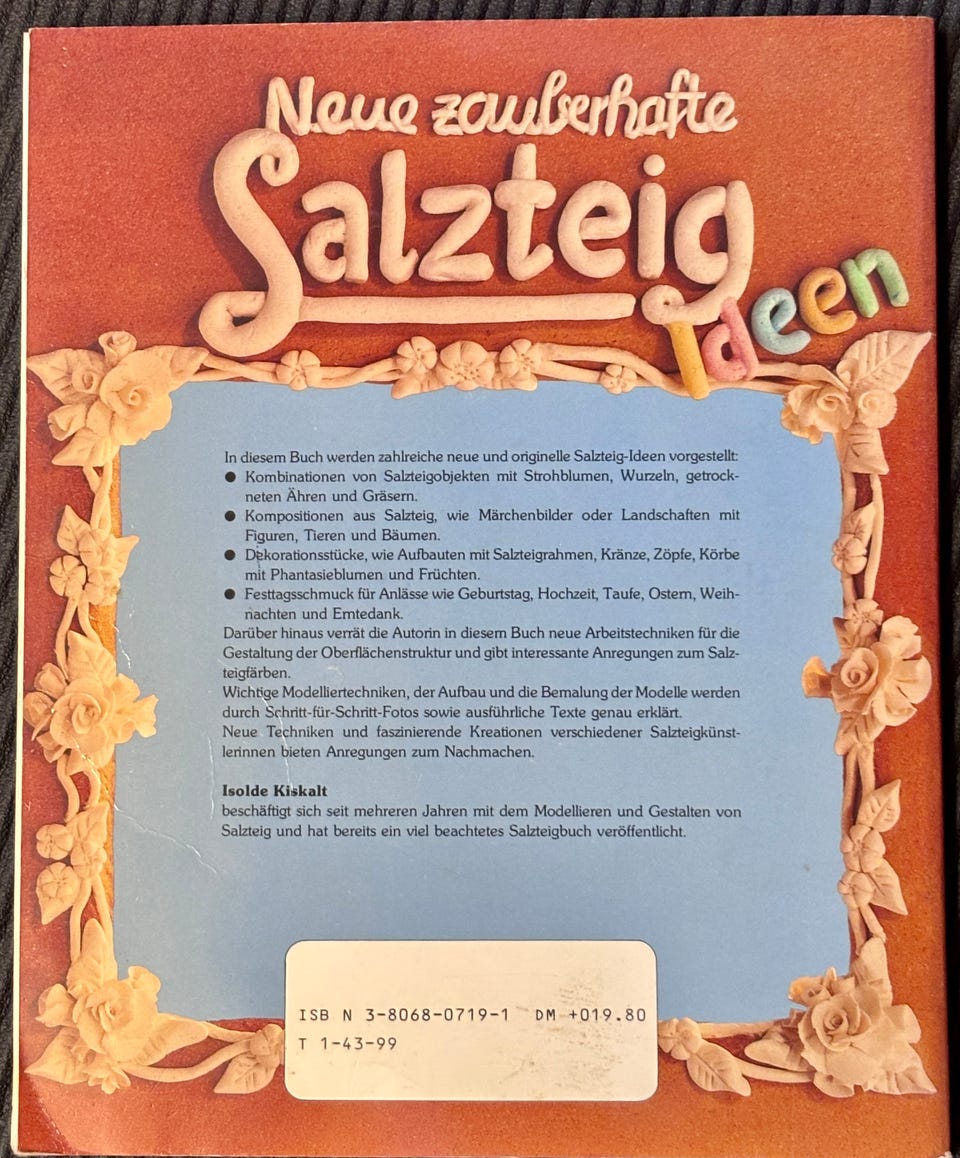 Neue zauberhafte
Salzteig
Ideen
In diesem Buch werden zahlreiche neue und originelle Salzteig-Ideen vorgestellt:
● Kombinationen von Salzteigobjekten mit Strohblumen, Wurzeln, getrock-
neten Ähren und Gräsern.
● Kompositionen aus Salzteig, wie Märchenbilder oder Landschaften mit
Figuren, Tieren und Bäumen.
● Dekorationsstücke, wie Aufbauten mit Salzteigrahmen, Kränze, Zöpfe, Körbe
mit Phantasieblumen und Früchten.
● Festtagsschmuck für Anlässe wie Geburtstag, Hochzeit, Taufe, Ostern, Weih-
nachten und Erntedank.
Darüber hinaus verrät die Autorin in diesem Buch neue Arbeitstechniken für die
Gestaltung der Oberflächenstruktur und gibt interessante Anregungen zum Salz-
teigfärben.
Wichtige Modelliertechniken, der Aufbau und die Bemalung der Modelle werden
durch Schritt-für-Schritt-Fotos sowie ausführliche Texte genau erklärt.
Neue Techniken und faszinierende Kreationen verschiedener Salzteigkünst-
lerinnen bieten Anregungen zum Nachmachen.
Isolde Kiskalt
beschäftigt sich seit mehreren Jahren mit dem Modellieren und Gestalten von
Salzteig und hat bereits ein viel beachtetes Salzteigbuch veröffentlicht.
ISB N 3-8068-0719-1 DM +019.80
T 1-43-99